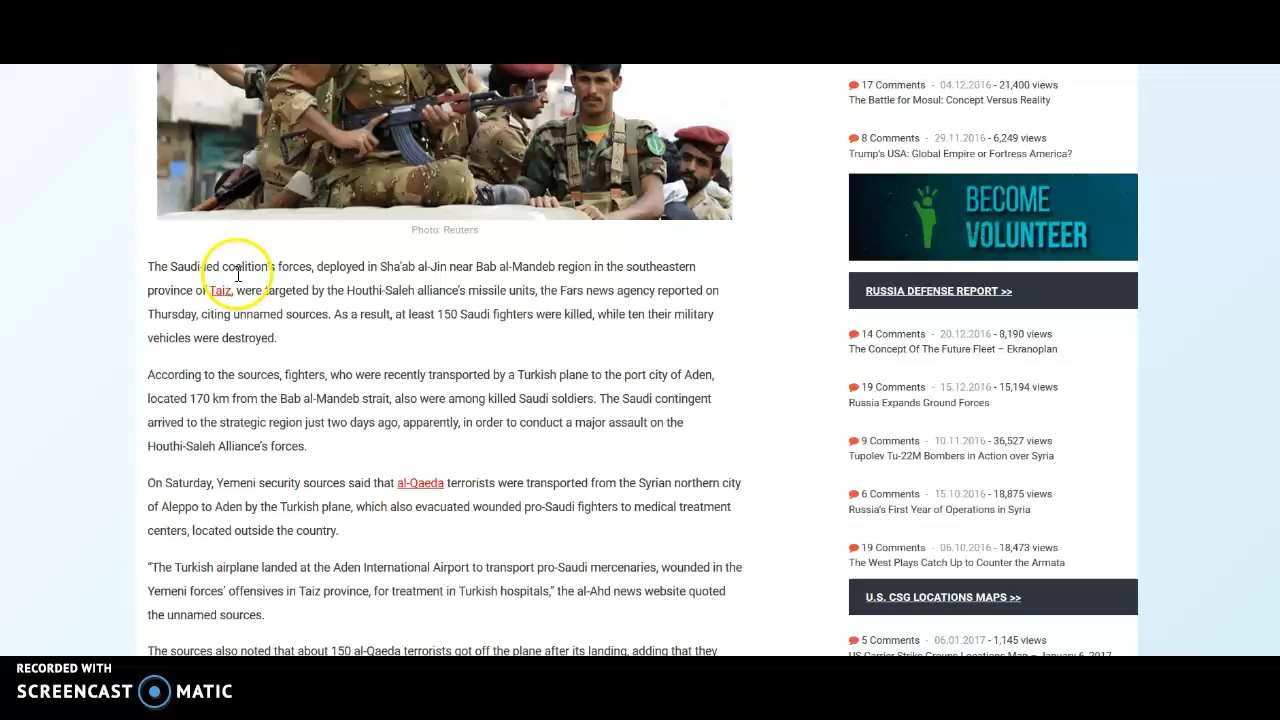 17 Comments - 04.12.2016 - 21,400 views
The Battle for Mosul: Concept Versus Reality
8 Comments - 29.11.2016 - 6,249 views
Trump's USA: Global Empire or Fortress America?
BECOME
VOLUNTEER
Photo: Reuters
The Saudi-led coalition's forces, deployed in Sha'ab al-Jin near Bab al-Mandeb region in the southeastern
province of Taiz, were targeted by the Houthi-Saleh alliance's missile units, the Fars news agency reported on
Thursday, citing unnamed sources. As a result, at least 150 Saudi fighters were killed, while ten their military
vehicles were destroyed.
According to the sources, fighters, who were recently transported by a Turkish plane to the port city of Aden,
located 170 km from the Bab al-Mandeb strait, also were among killed Saudi soldiers. The Saudi contingent
arrived to the strategic region just two days ago, apparently, in order to conduct a major assault on the
Houthi-Saleh Alliance's forces.
On Saturday, Yemeni security sources said that al-Qaeda terrorists were transported from the Syrian northern city
of Aleppo to Aden by the Turkish plane, which also evacuated wounded pro-Saudi fighters to medical treatment
centers, located outside the country.
“The Turkish airplane landed at the Aden International Airport to transport pro-Saudi mercenaries, wounded in the
Yemeni forces' offensives in Taiz province, for treatment in Turkish hospitals,” the al-Ahd news website quoted
the unnamed sources.
The sources also noted that about 150 al-Qaeda terrorists got off the plane after its landing, adding that they
RUSSIA DEFENSE REPORT >>
14 Comments - 20.12.2016 - 8,190 views
The Concept Of The Future Fleet – Ekranoplan
19 Comments - 15.12.2016 - 15,194 views
Russia Expands Ground Forces
9 Comments - 10.11.2016 - 36,527 views
Tupolev Tu-22M Bombers in Action over Syria
6 Comments - 15.10.2016 - 18,875 views
Russia's First Year of Operations in Syria
19 Comments - 06.10.2016 - 18,473 views
The West Plays Catch Up to Counter the Armata
U.S. CSG LOCATIONS MAPS >>
5 Comments - 06.01.2017 - 1,145 views
US Carrier Strike Groups Locations Map – January 6, 2017
RECORDED WITH
SCREENCAST MATIC